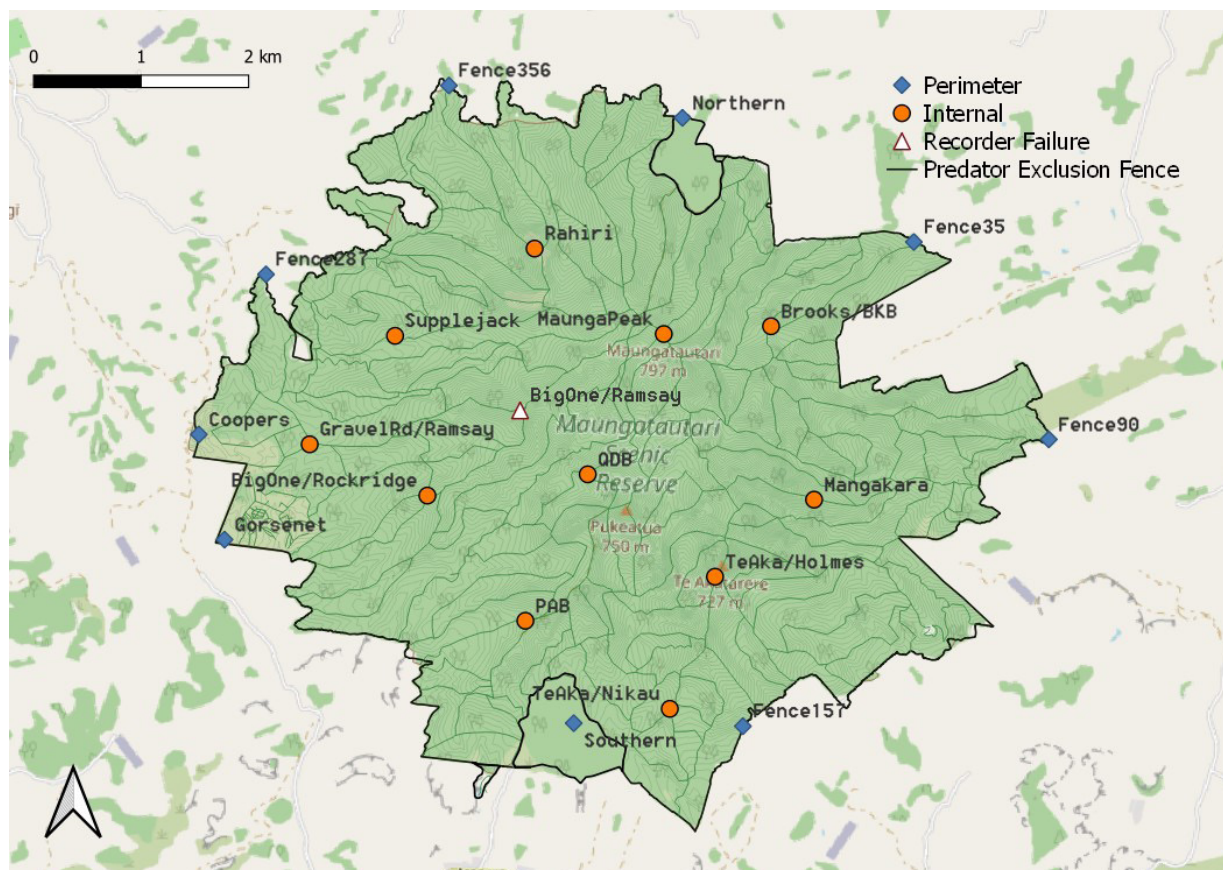 0 1 2 km
Fence356
Northern
Perimeter
Internal
Recorder Failure
Predator Exclusion Fence
Fence35
Rahiri
Fence287
Supplejack
MaungaPeak
Brooks/BKB
Maungatautari
797 m
BigOne/Ramsay
Maungatautari
Scenic
Reserve
Coopers
GravelRd/Ramsay
Fence90
QDB
BigOne/Rockridge
Mangakara
Gorsenet
Pukeatua
750 m
TeAka/Holmes
727 m
PAB
TeAka/Nikau
Fence157
Southern